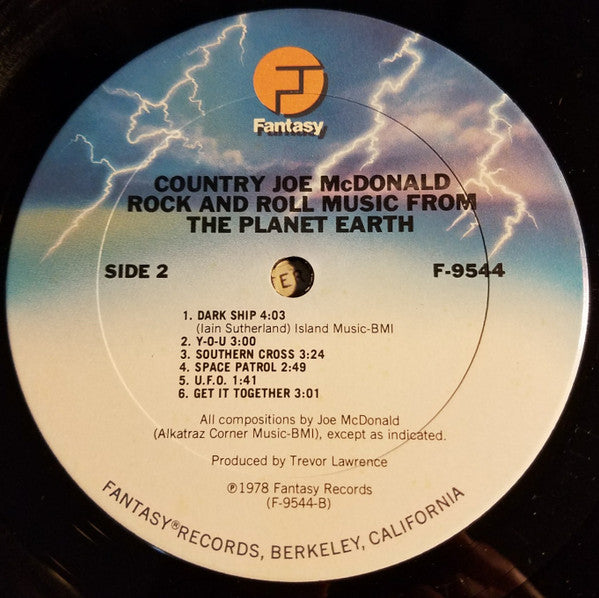 Fantasy
COUNTRY JOE McDONALD
ROCK AND ROLL MUSIC FROM
THE PLANET EARTH
SIDE 2
F-9544
1. DARK SHIP 4:03
(Iain Sutherland) Island Music-BMI
2. Y-O-U 3:00
3. SOUTHERN CROSS 3:24
4. SPACE PATROL 2:49
5. U.F.O. 1:41
6. GET IT TOGETHER 3:01
All compositions by Joe McDonald
(Alkatraz Corner Music-BMI), except as indicated.
Produced by Trevor Lawrence
℗1978 Fantasy Records
(F-9544-B)
FANTASY®RECORDS, BERKELEY, CALIFORNIA